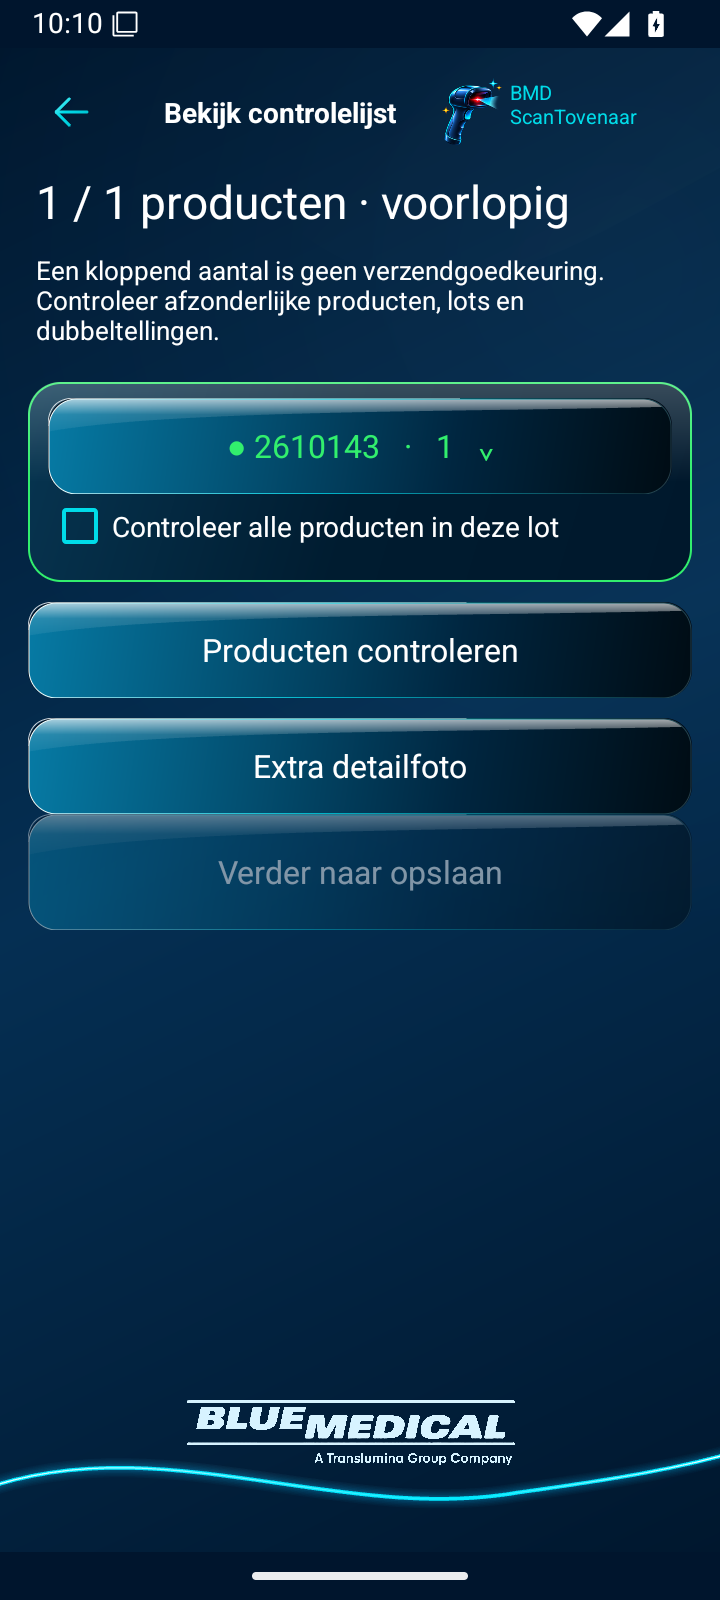 10:10
Bekijk controlelijst
BMD
ScanTovenaar
1 / 1 producten · voorlopig
Een kloppend aantal is geen verzendgoedkeuring.
Controleer afzonderlijke producten, lots en
dubbeltellingen.
● 2610143 · 1 v
Controleer alle producten in deze lot
Producten controleren
Extra detailfoto
Verder naar opslaan
BLUEMEDICAL
A Translumina Group Company